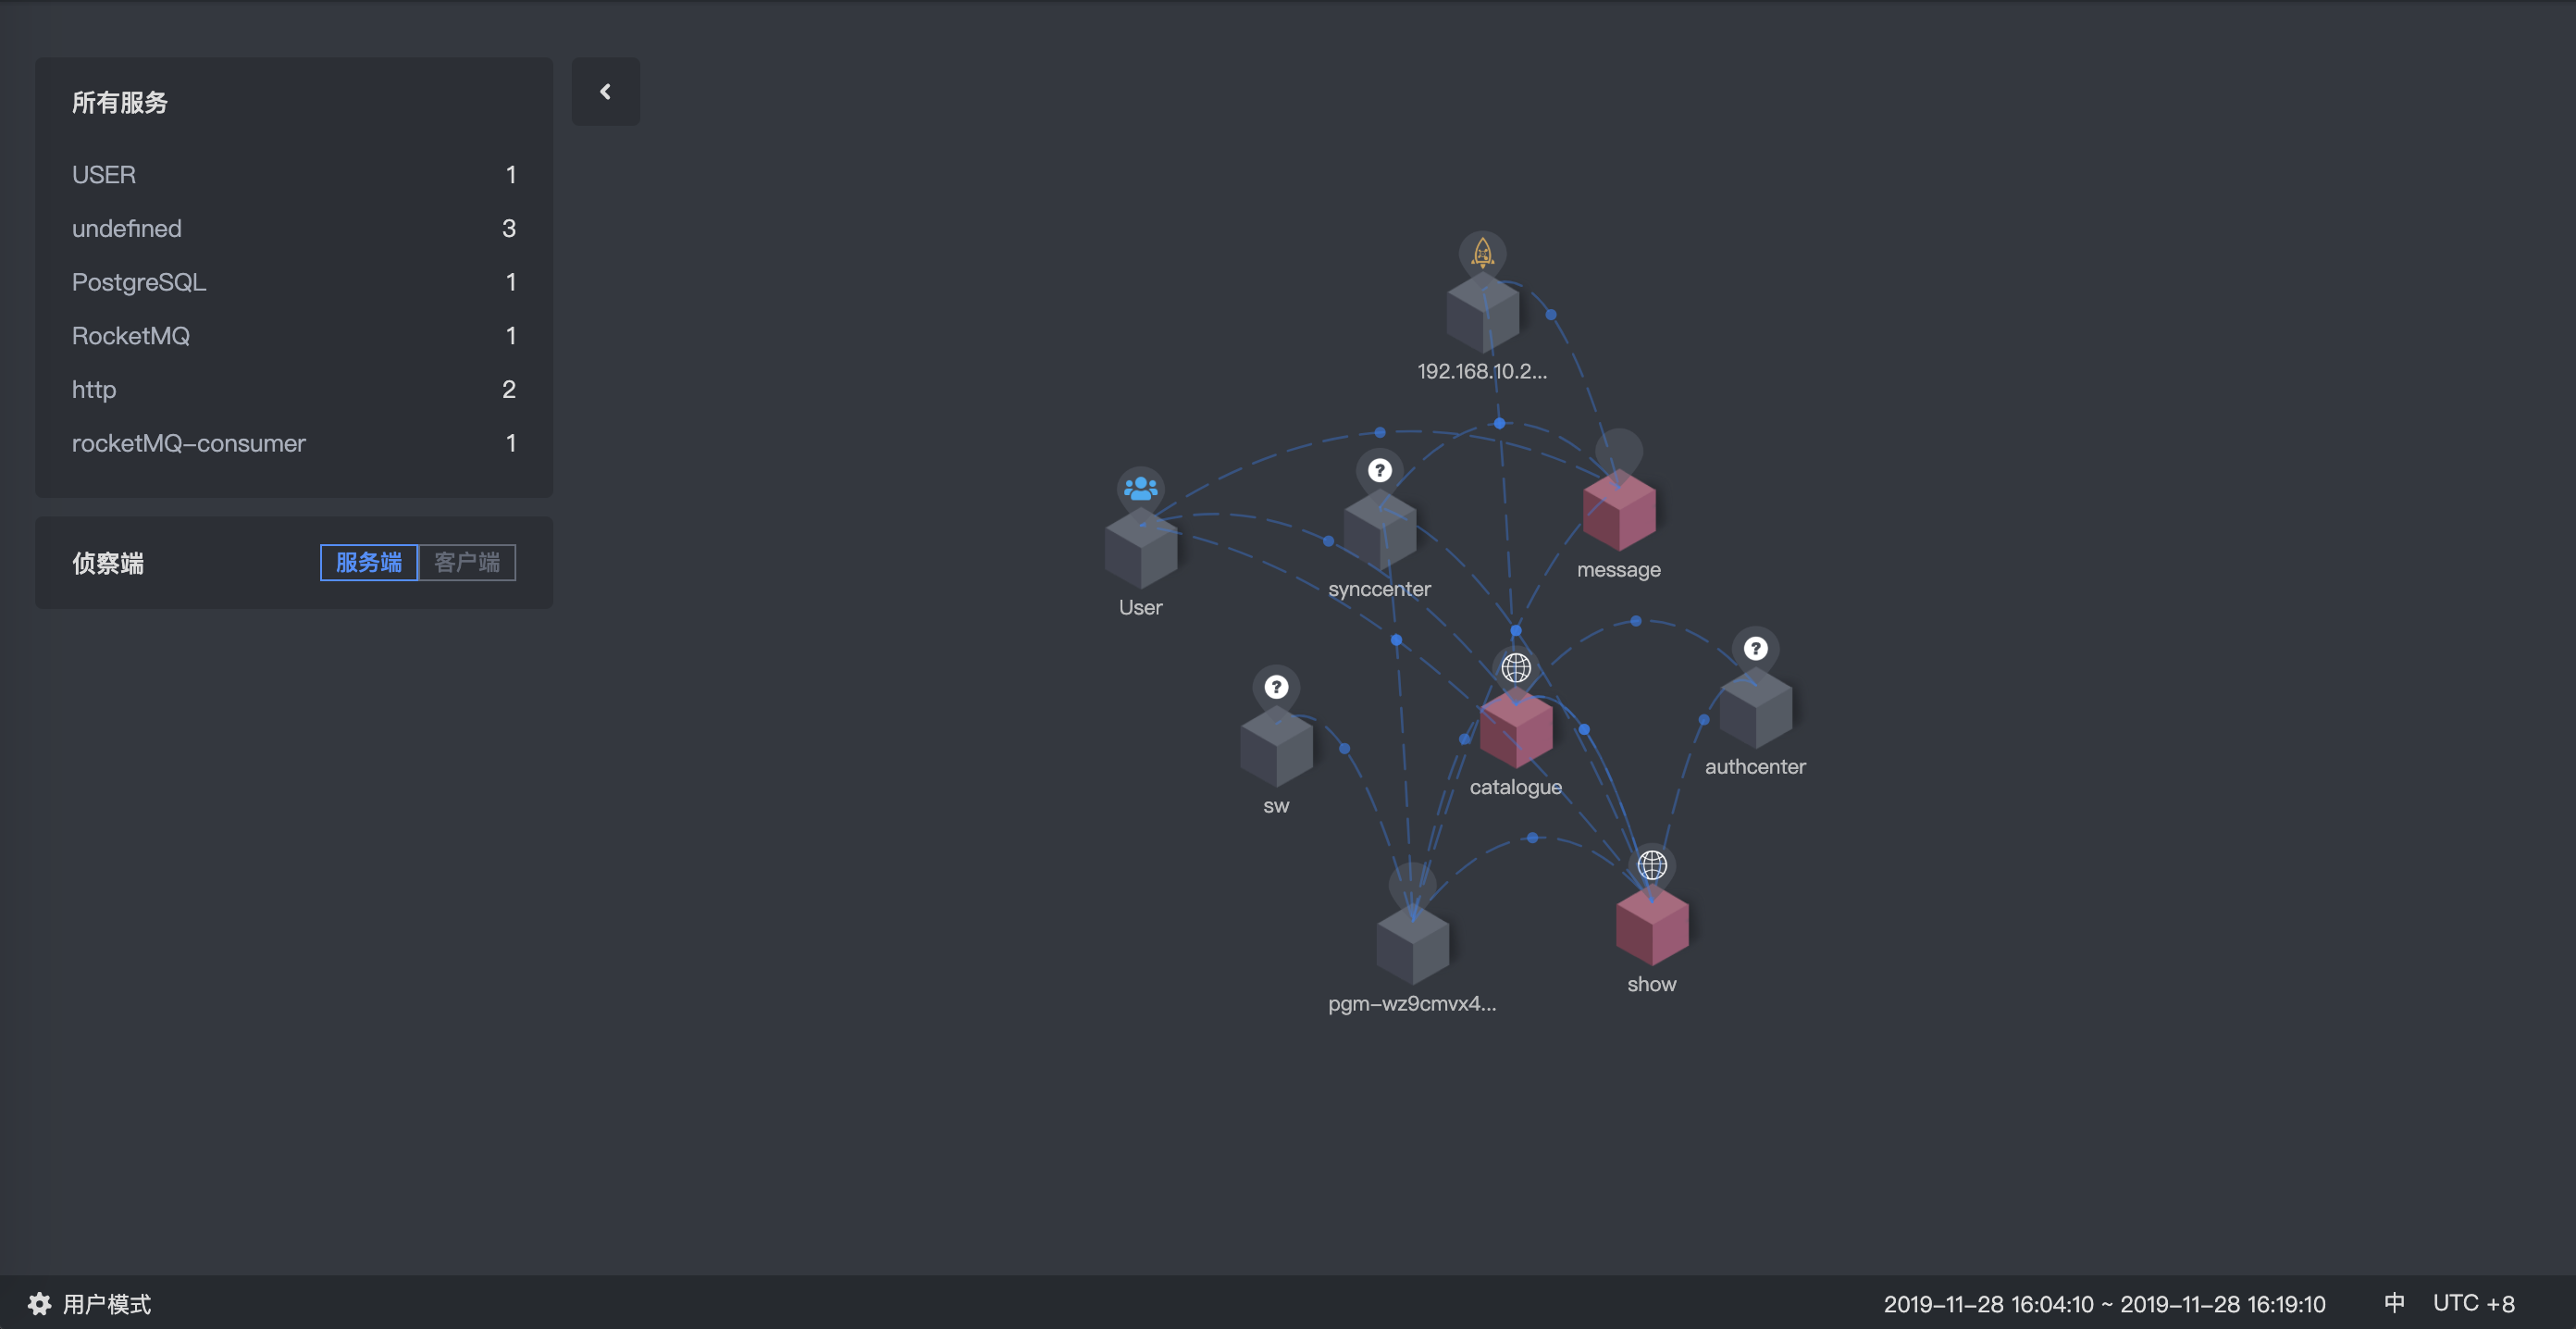 所有服务
USER 1
undefined 3
PostgreSQL 1
RocketMQ 1
http 2
rocketMQ-consumer 1
侦察端 服务端 客户端
192.168.10.2...
message
synccenter
User
authcenter
catalogue
sw
show
pgm-wz9cmvx4...
用户模式
2019-11-28 16:04:10 ~ 2019-11-28 16:19:10 中 UTC +8